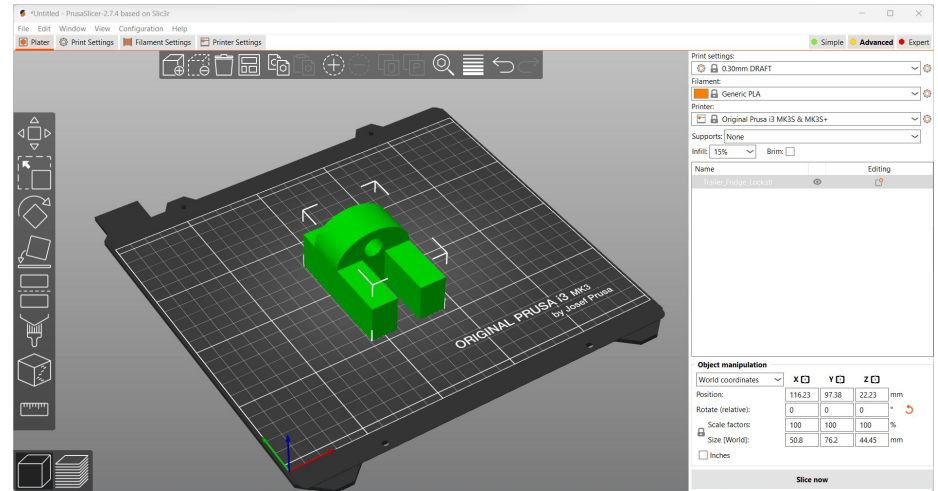 *Untitled - PrusaSlicer-2.7.4 based on Slic3r
File Edit Window View Configuration Help
Plater Print Settings Filament Settings Printer Settings Simple Advanced Expert
Print settings:
0.30mm DRAFT
Filament:
Generic PLA
Printer:
Original Prusa i3 MK3S & MK3S+
Supports: None
Infill: 15% Brim:
Name Editing
Trailer_Fridge_Lock.stl
ORIGINAL PRUSA i3 MK3
by Josef Prusa
Object manipulation
World coordinates X Y Z
Position: 116.23 97.38 22.23 mm
Rotate (relative): 0 0 0 °
Scale factors: 100 100 100 %
Size [World]: 50.8 76.2 44.45 mm
Inches
Slice now